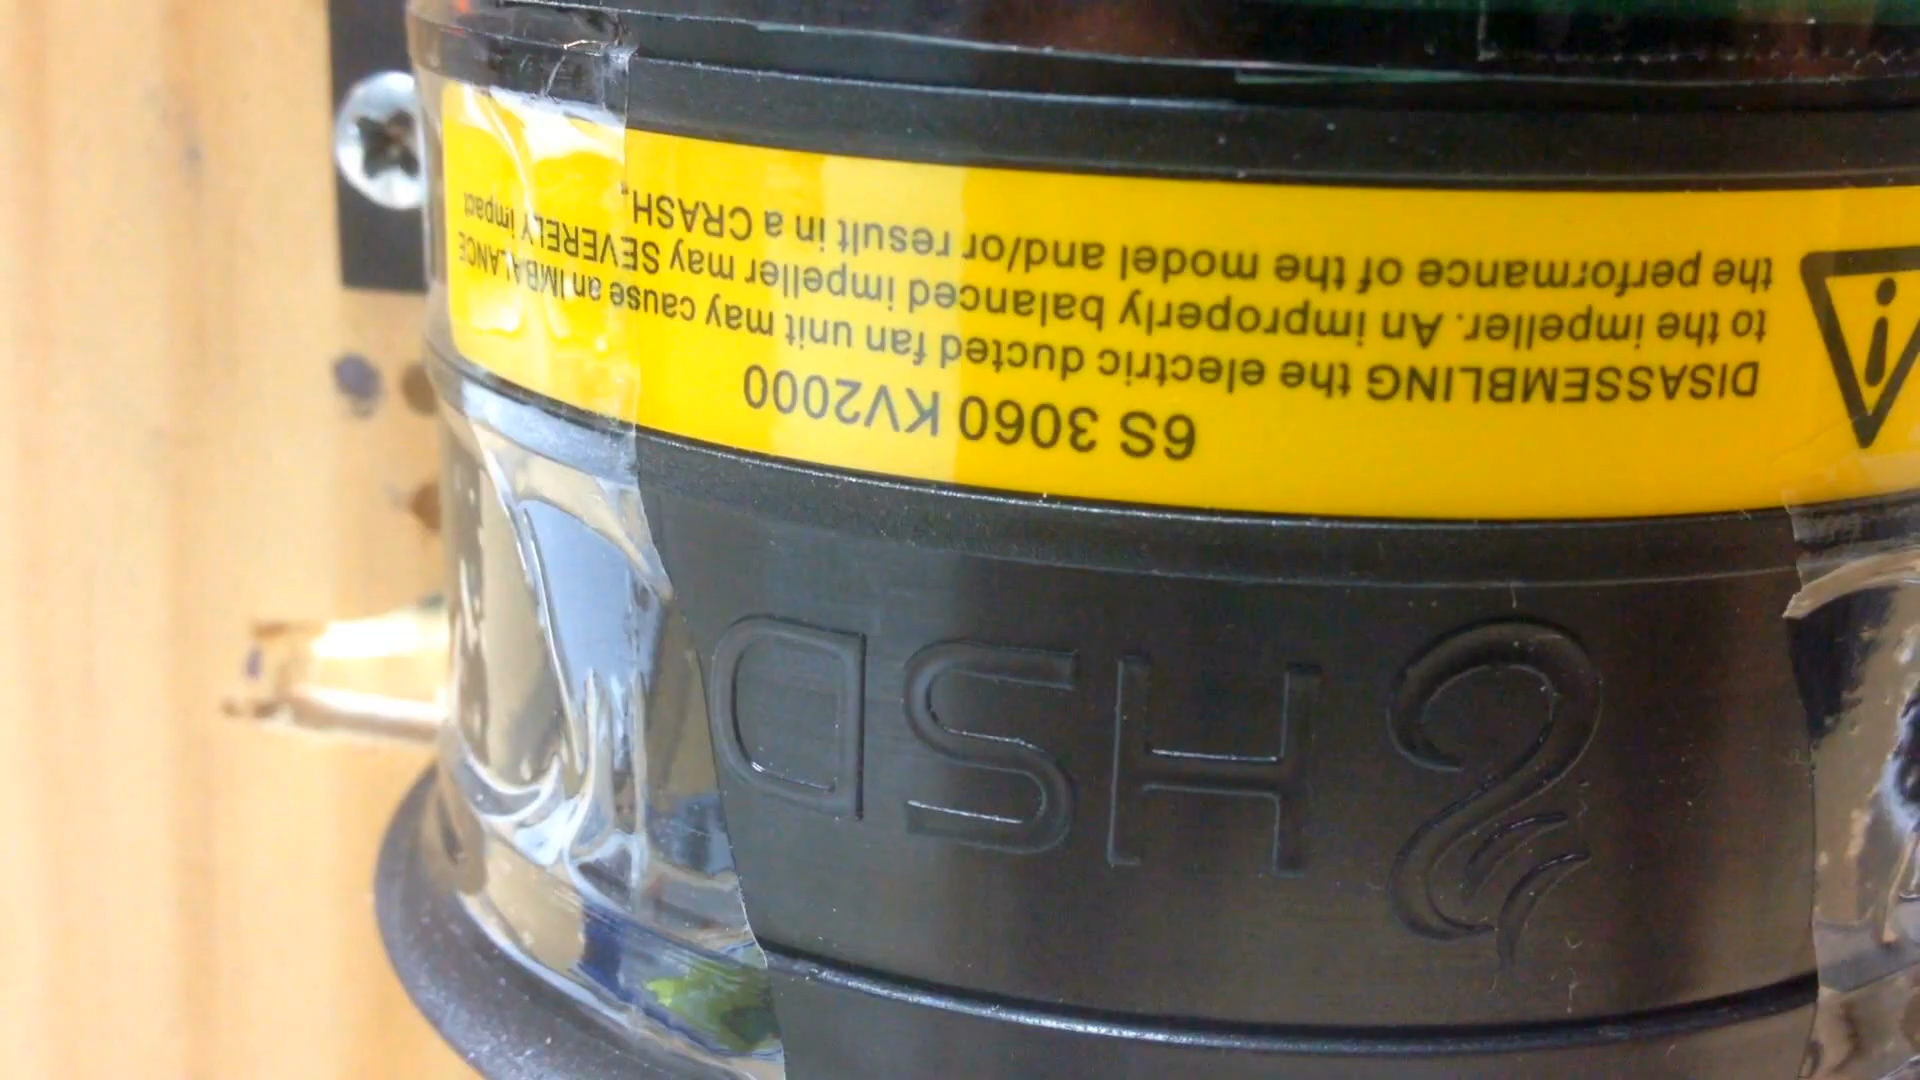 HSD
6S 3060 KV2000
DISASSEMBLING the electric ducted fan unit may cause an IMBALANCE
to the impeller. An improperly balanced impeller may SEVERELY impact
the performance of the model and/or result in a CRASH.